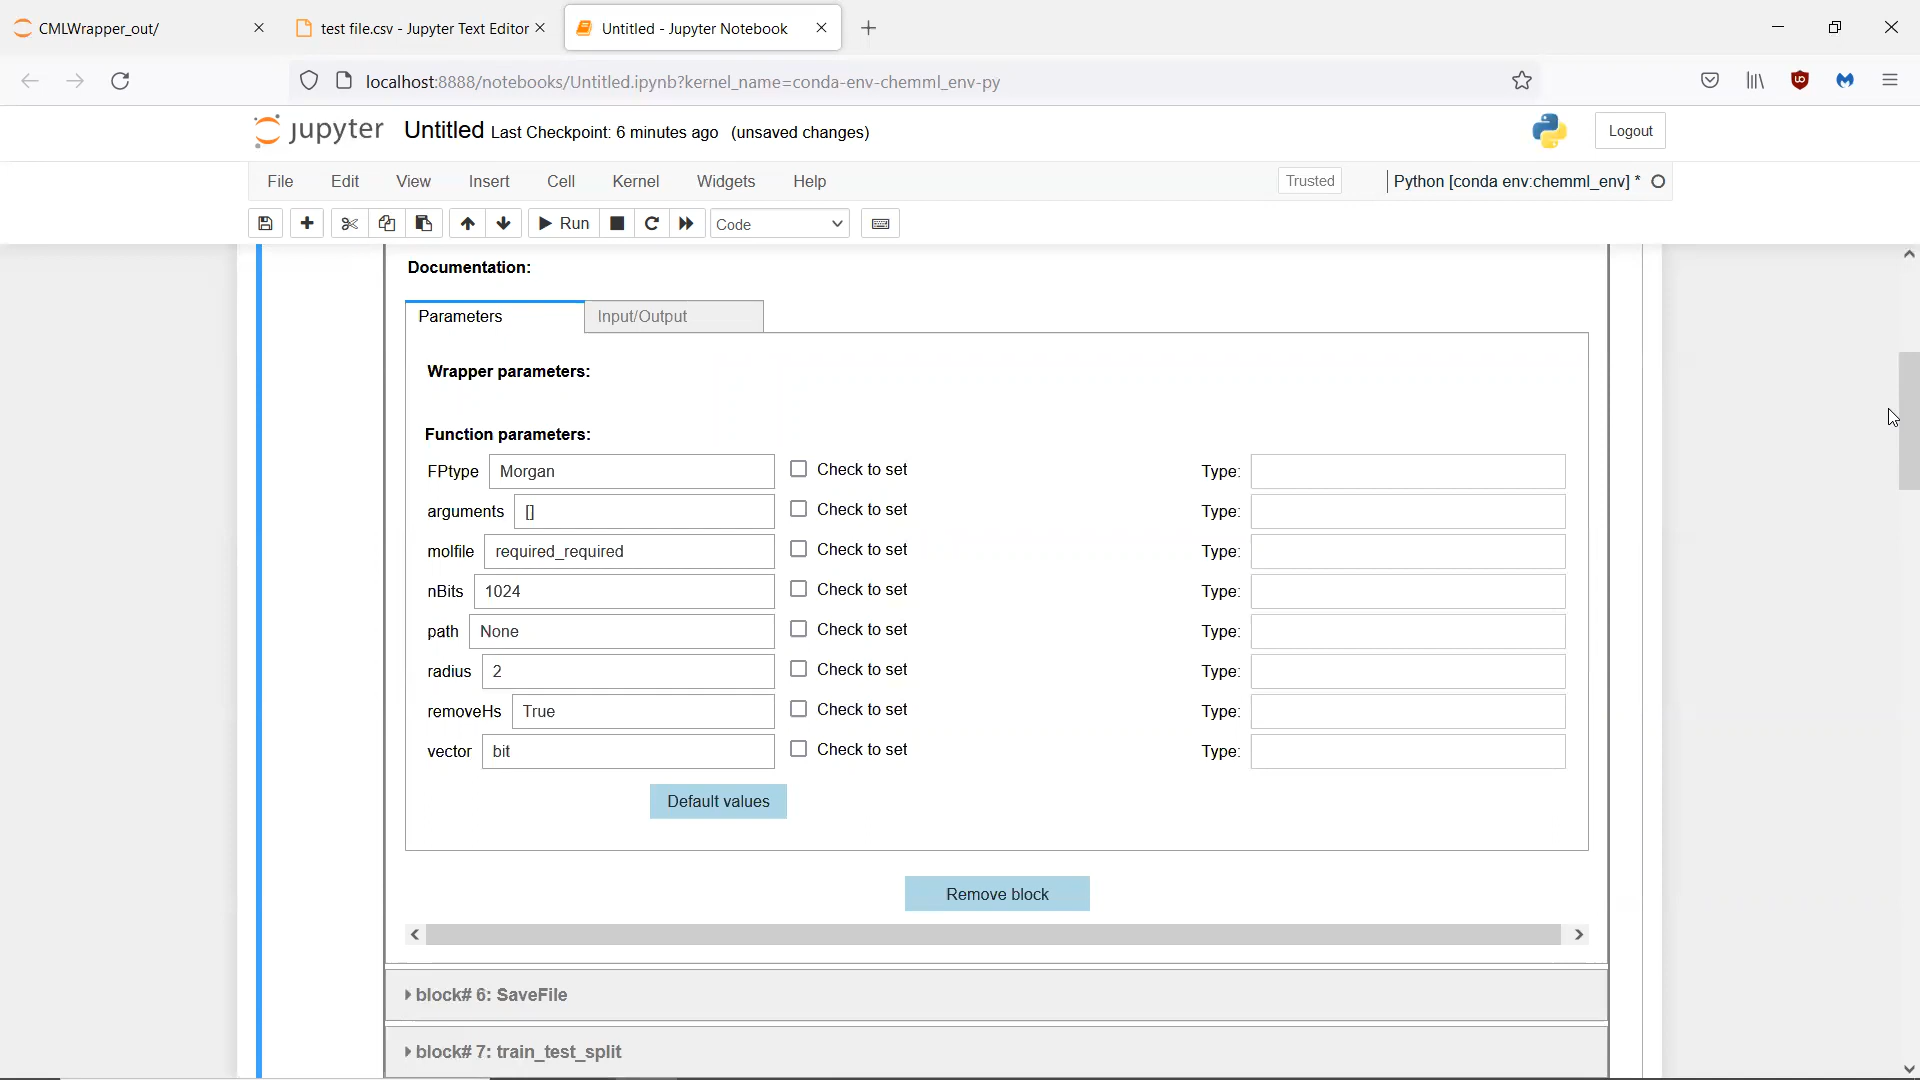 CMLWrapper_out/
test file.csv - Jupyter Text Editor
Untitled - Jupyter Notebook
localhost:8888/notebooks/Untitled.ipynb?kernel_name=conda-env-chemml_env-py
jupyter Untitled Last Checkpoint: 6 minutes ago (unsaved changes)
Logout
File Edit View Insert Cell Kernel Widgets Help
Trusted
Python [conda env:chemml_env] *
Run
Code
Documentation:
Parameters
Input/Output
Wrapper parameters:
Function parameters:
FPtype Morgan Check to set Type:
arguments [] Check to set Type:
molfile required_required Check to set Type:
nBits 1024 Check to set Type:
path None Check to set Type:
radius 2 Check to set Type:
removeHs True Check to set Type:
vector bit Check to set Type:
Default values
Remove block
block# 6: SaveFile
block# 7: train_test_split